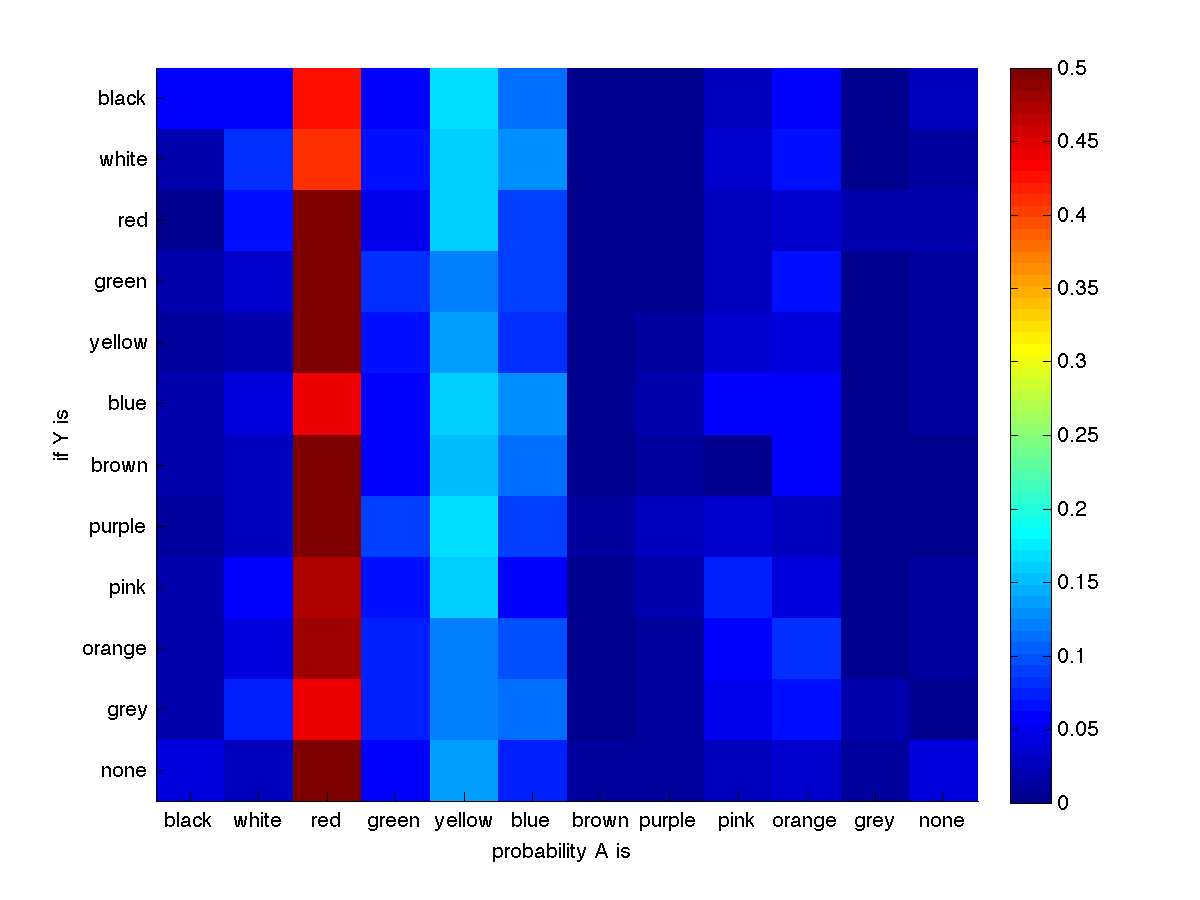 black
white
red
green
yellow
blue
brown
purple
pink
orange
grey
none
if Y is
black white red green yellow blue brown purple pink orange grey none
probability A is
0.5
0.45
0.4
0.35
0.3
0.25
0.2
0.15
0.1
0.05
0